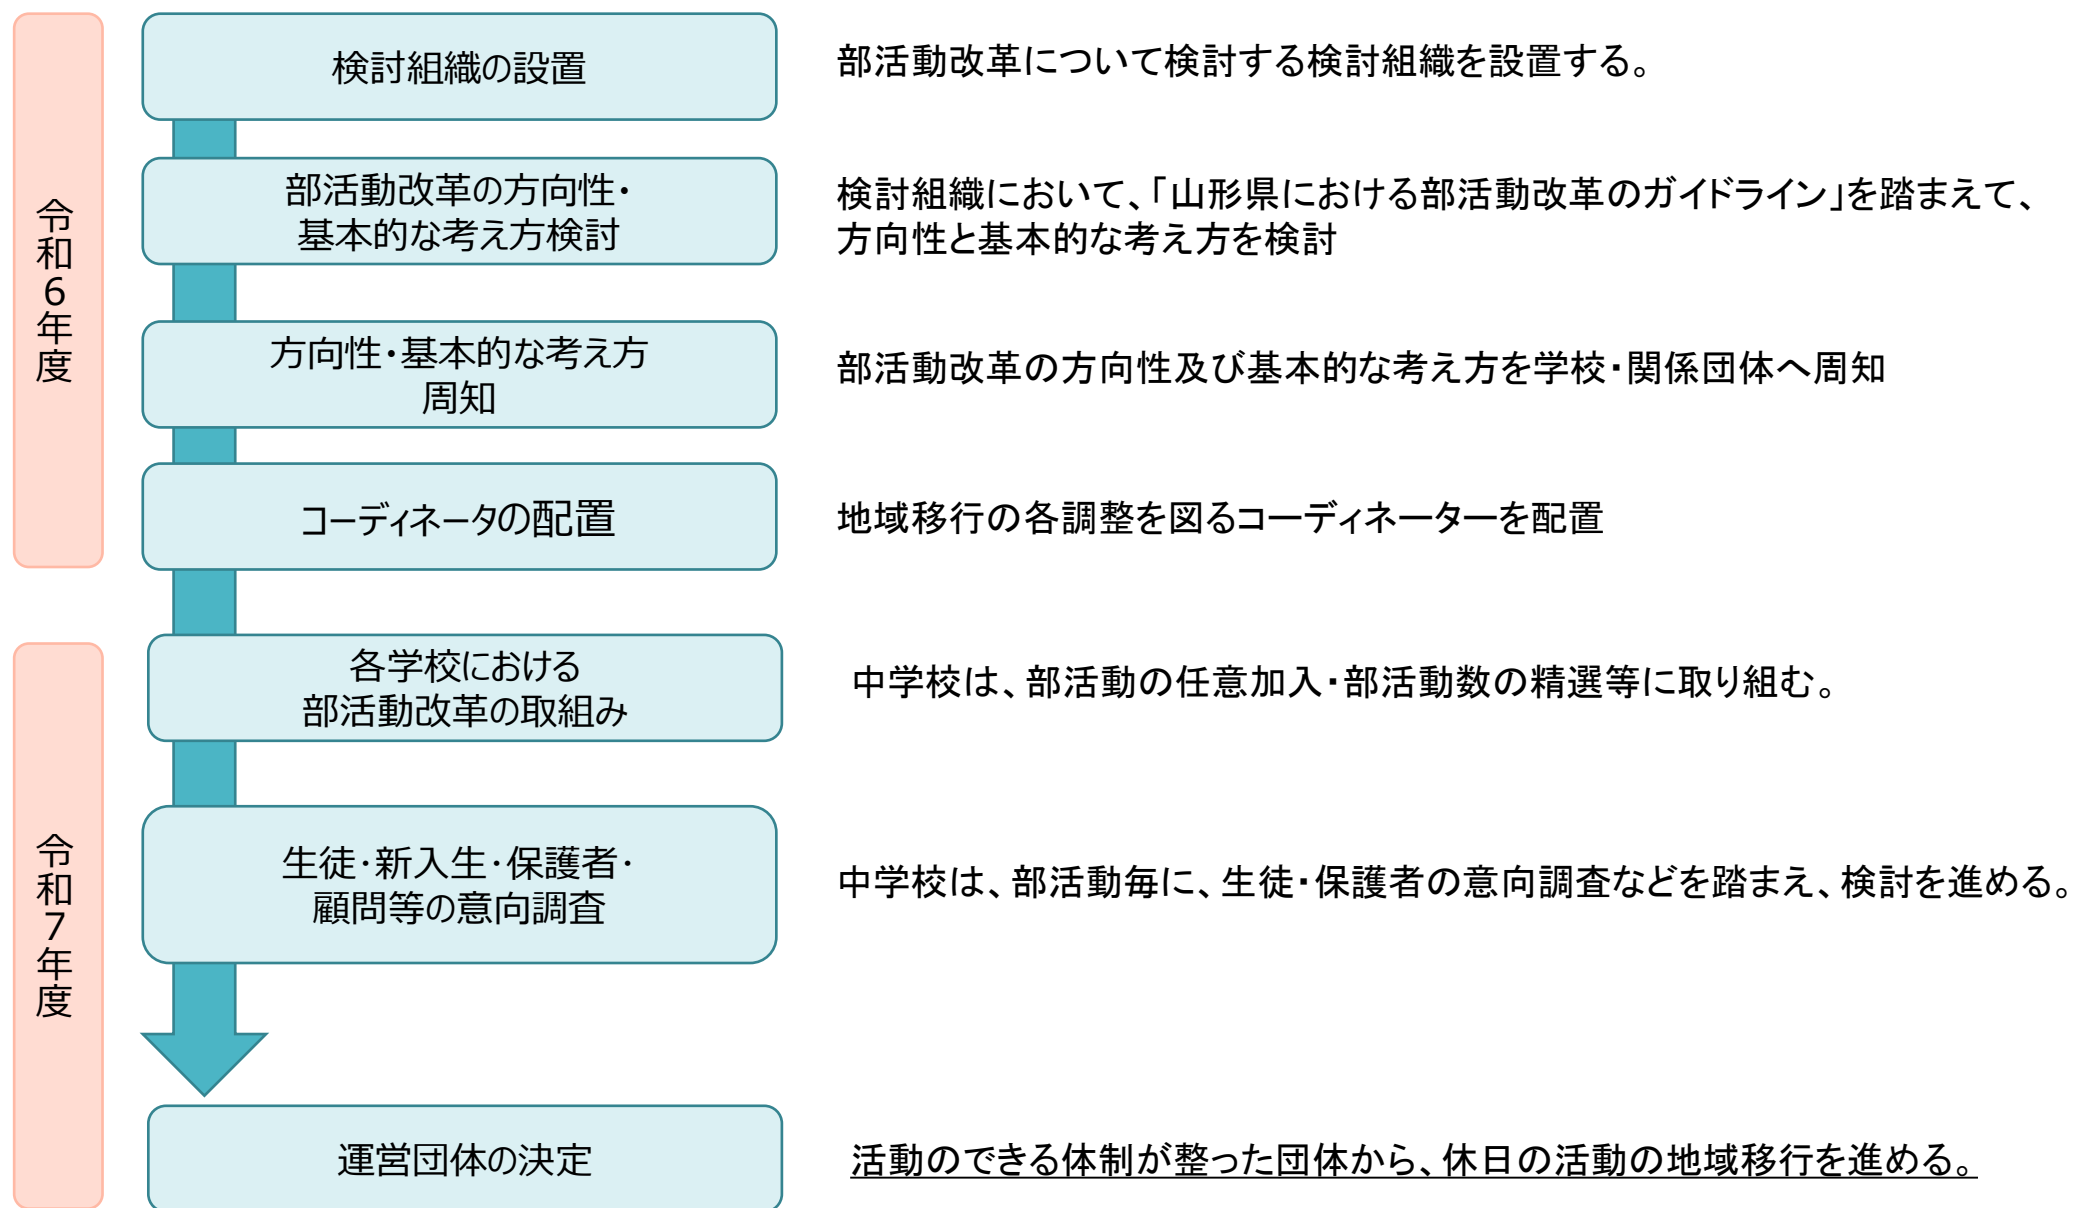 令和６年度
検討組織の設置
部活動改革について検討する検討組織を設置する。
部活動改革の方向性・
基本的な考え方検討
検討組織において、「山形県における部活動改革のガイドライン」を踏まえて、
方向性と基本的な考え方を検討
方向性・基本的な考え方
周知
部活動改革の方向性及び基本的な考え方を学校・関係団体へ周知
コーディネータの配置
地域移行の各調整を図るコーディネーターを配置
令和７年度
各学校における
部活動改革の取組み
中学校は、部活動の任意加入・部活動数の精選等に取り組む。
生徒・新入生・保護者・
顧問等の意向調査
中学校は、部活動毎に、生徒・保護者の意向調査などを踏まえ、検討を進める。
運営団体の決定
活動のできる体制が整った団体から、休日の活動の地域移行を進める。